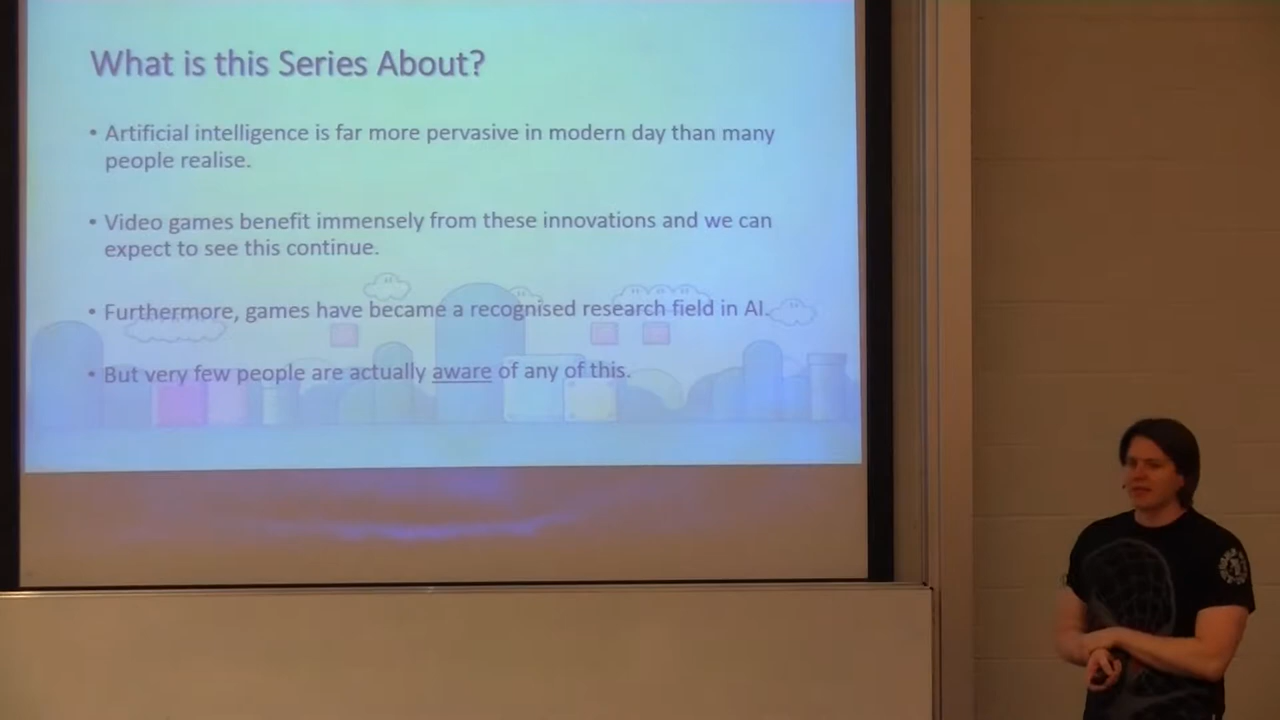 What is this Series About?
• Artificial intelligence is far more pervasive in modern day than many
people realise.
• Video games benefit immensely from these innovations and we can
expect to see this continue.
• Furthermore, games have became a recognised research field in AI.
• But very few people are actually aware of any of this.